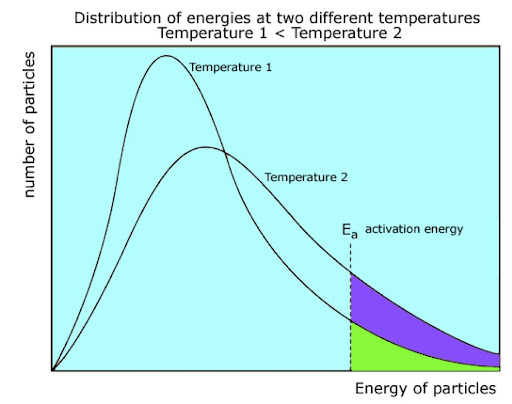 Distribution of energies at two different temperatures
Temperature 1 < Temperature 2
number of particles
Temperature 1
Temperature 2
Ea activation energy
Energy of particles